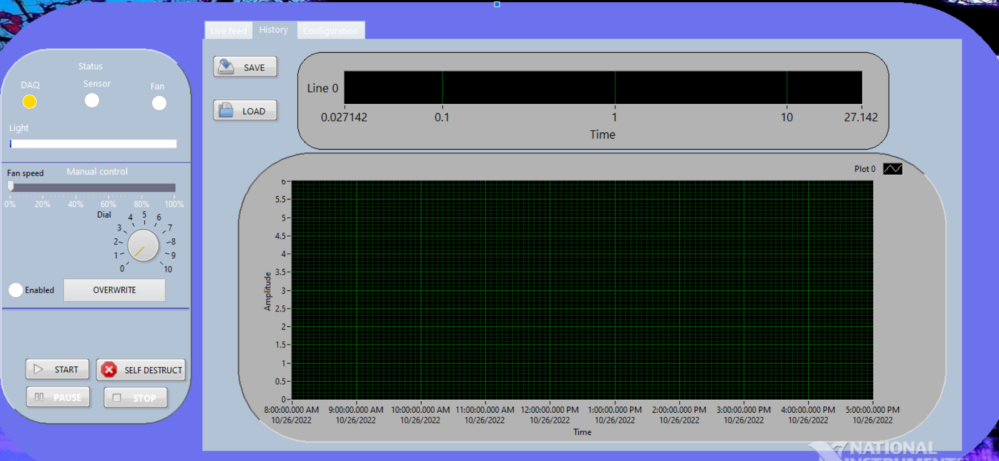 Live feed
History
Configuration
Status
DAQ
Sensor
Fan
Light
Manual control
Fan speed
0% 20% 40% 60% 80% 100%
Dial
0 1 2 3 4 5 6 7 8 9 10
Enabled
OVERWRITE
START
SELF DESTRUCT
PAUSE
STOP
SAVE
LOAD
Line 0
0.027142 0.1 1 10 27.142
Time
Plot 0
6
5.5
5
4.5
4
3.5
3
2.5
2
1.5
1
0.5
0
Amplitude
8:00:00.000 AM 9:00:00.000 AM 10:00:00.000 AM 11:00:00.000 AM 12:00:00.000 PM 1:00:00.000 PM 2:00:00.000 PM 3:00:00.000 PM 4:00:00.000 PM 5:00:00.000 PM
10/26/2022 10/26/2022 10/26/2022 10/26/2022 10/26/2022 10/26/2022 10/26/2022 10/26/2022 10/26/2022 10/26/2022
Time
NATIONAL
INSTRUMENTS